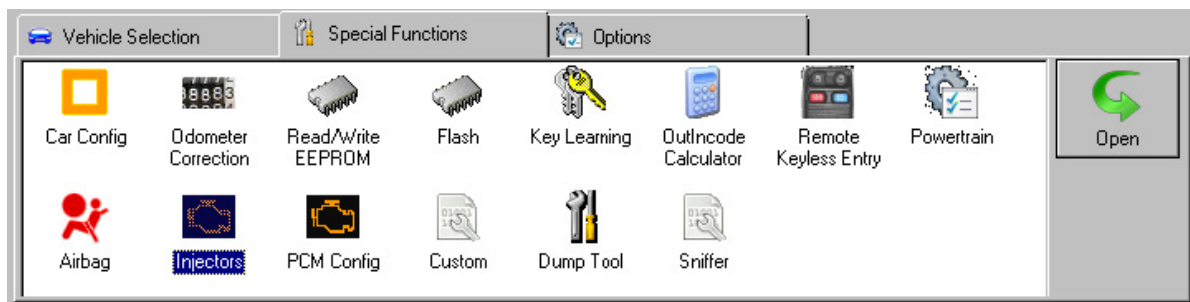 Vehicle Selection
Special Functions
Options
Car Config
Odometer
Correction
Read/Write
EEPROM
Flash
Key Learning
OutIncode
Calculator
Remote
Keyless Entry
Powertrain
Open
Airbag
Injectors
PCM Config
Custom
Dump Tool
Sniffer